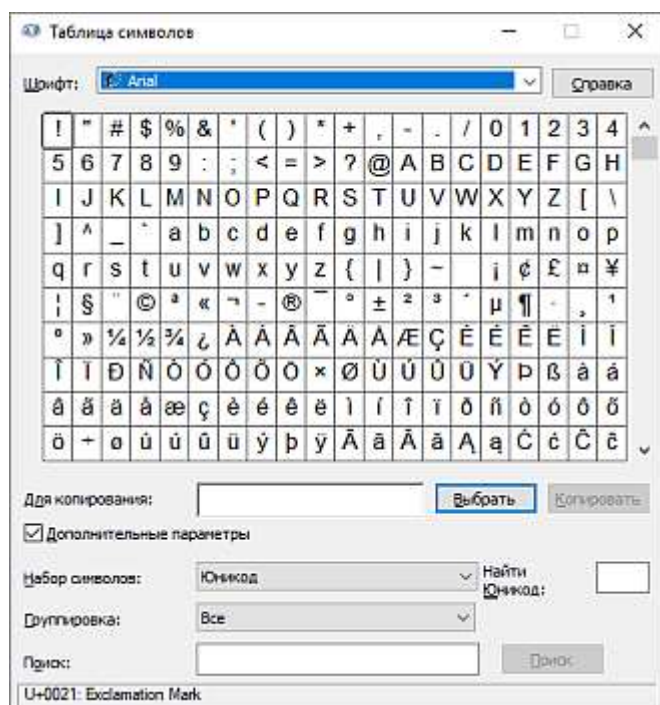 Таблица символов
Шрифт: Arial Справка
! " # $ % & ' ( ) * + , - . / 0 1 2 3 4
5 6 7 8 9 : ; < = > ? @ A B C D E F G H
I J K L M N O P Q R S T U V W X Y Z [ \
] ^ _ ` a b c d e f g h i j k l m n o p
q r s t u v w x y z { | } ~ ¡ ¢ £ ¤ ¥
¦ § ¨ © ª « ¬ - ® ¯ ° ± ² ³ ´ µ ¶ · ¸ ¹
º » ¼ ½ ¾ ¿ À Á Â Ã Ä Å Æ Ç È É Ê Ë Ì Í
Î Ï Ð Ñ Ò Ó Ô Õ Ö × Ø Ù Ú Û Ü Ý Þ ß à á
â ã ä å æ ç è é ê ë ì í î ï ð ñ ò ó ô õ
ö ÷ ø ù ú û ü ý þ ÿ Ā ā Ă ă Ą ą Ć ć Ĉ ĉ
Для копирования: Выбрать Копировать
Дополнительные параметры
Набор символов: Юникод Найти
Юникод:
Группировка: Все
Поиск: Поиск
U+0021: Exclamation Mark